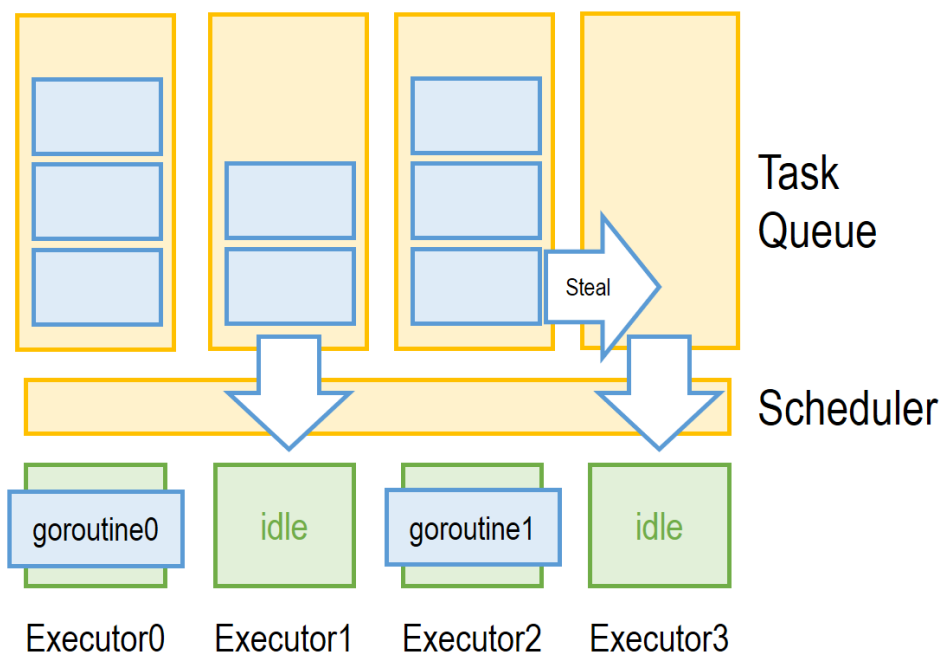 Task
Queue
Steal
Scheduler
goroutine0
idle
goroutine1
idle
Executor0
Executor1
Executor2
Executor3